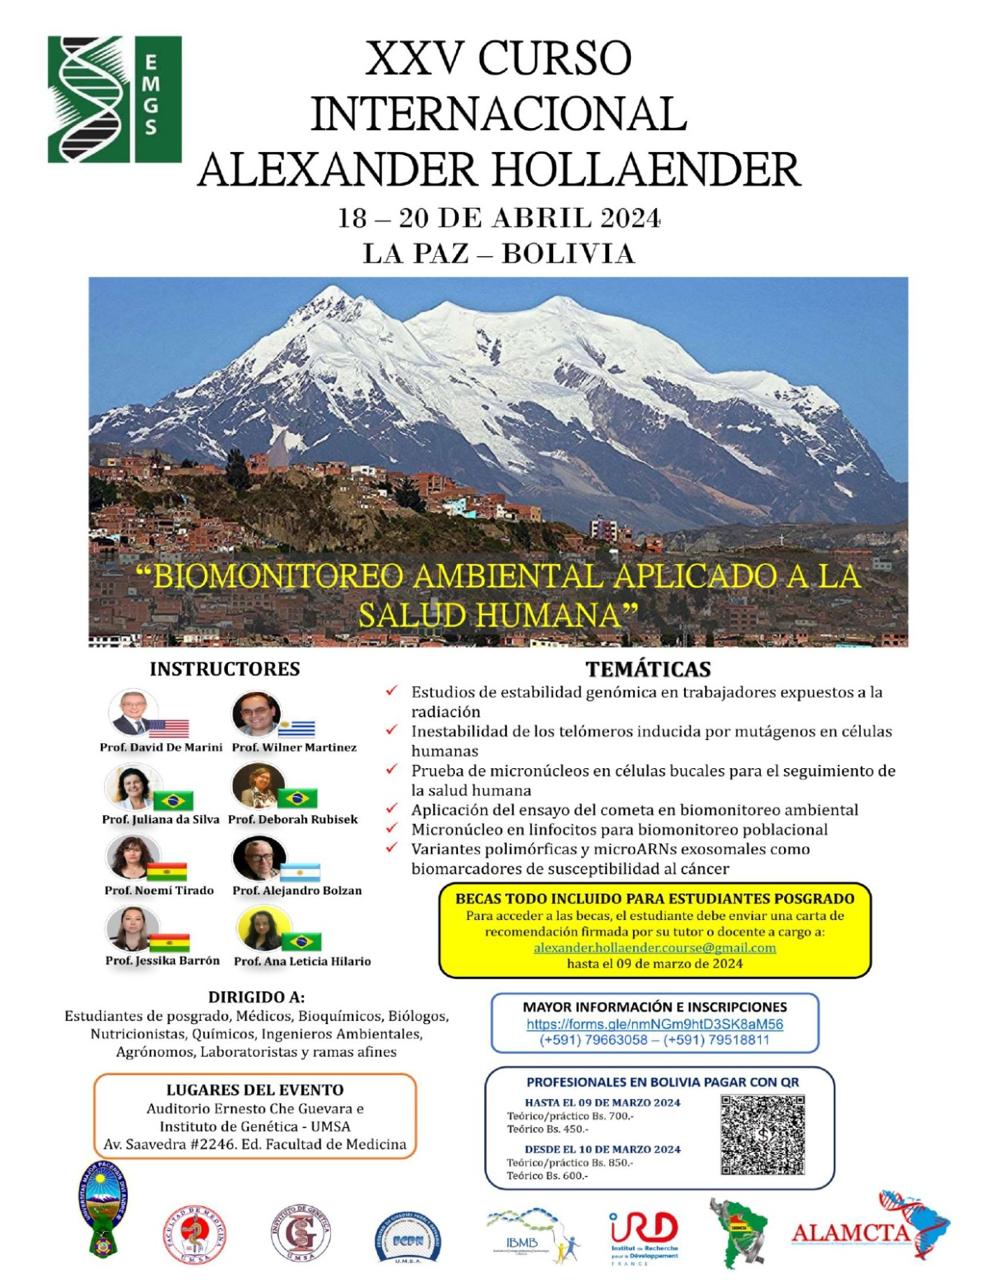 EMGS
XXV CURSO
INTERNACIONAL
ALEXANDER HOLLAENDER
18 – 20 DE ABRIL 2024
LA PAZ – BOLIVIA
“BIOMONITOREO AMBIENTAL APLICADO A LA
SALUD HUMANA”
INSTRUCTORES
Prof. David De Marini Prof. Wilner Martinez
Prof. Juliana da Silva Prof. Deborah Rubisek
Prof. Noemí Tirado Prof. Alejandro Bolzan
Prof. Jessika Barrón Prof. Ana Leticia Hilario
TEMÁTICAS
Estudios de estabilidad genómica en trabajadores expuestos a la
radiación
Inestabilidad de los telómeros inducida por mutágenos en células
humanas
Prueba de micronúcleos en células bucales para el seguimiento de
la salud humana
Aplicación del ensayo del cometa en biomonitoreo ambiental
Micronúcleo en linfocitos para biomonitoreo poblacional
Variantes polimórficas y microARNs exosomales como
biomarcadores de susceptibilidad al cáncer
BECAS TODO INCLUIDO PARA ESTUDIANTES POSGRADO
Para acceder a las becas, el estudiante debe enviar una carta de
recomendación firmada por su tutor o docente a cargo a:
alexander.hollaender.course@gmail.com
hasta el 09 de marzo de 2024
DIRIGIDO A:
Estudiantes de posgrado, Médicos, Bioquímicos, Biólogos,
Nutricionistas, Químicos, Ingenieros Ambientales,
Agrónomos, Laboratoristas y ramas afines
MAYOR INFORMACIÓN E INSCRIPCIONES
https://forms.gle/nmNGm9htD3SK8aM56
(+591) 79663058 – (+591) 79518811
LUGARES DEL EVENTO
Auditorio Ernesto Che Guevara e
Instituto de Genética - UMSA
Av. Saavedra #2246. Ed. Facultad de Medicina
PROFESIONALES EN BOLIVIA PAGAR CON QR
HASTA EL 09 DE MARZO 2024
Teórico/práctico Bs. 700.-
Teórico Bs. 450.-
DESDE EL 10 DE MARZO 2024
Teórico/práctico Bs. 850.-
Teórico Bs. 600.-
FACULTAD DE MEDICINA
UMSA
INSTITUTO DE GENÉTICA
UMSA
FCPN
U.M.S.A.
IBMB
IRD
Institut de Recherche
pour le Développement
FRANCE
ALAMCTA